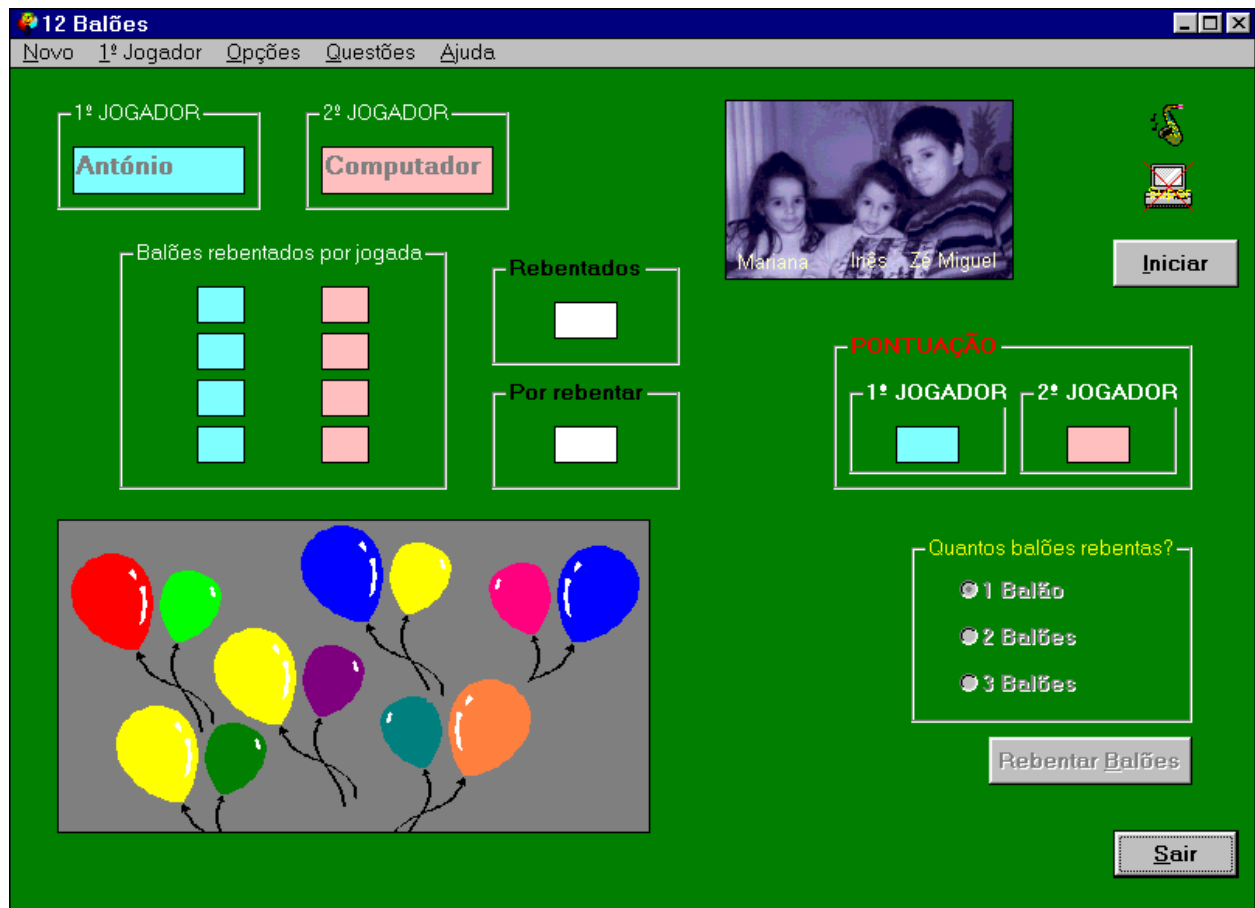 12 Balões
Novo 1º Jogador Opções Questões Ajuda
1º JOGADOR
António
2º JOGADOR
Computador
Mariana Inês Zé Miguel
Iniciar
Balões rebentados por jogada
Rebentados
Por rebentar
PONTUAÇÃO
1º JOGADOR
2º JOGADOR
Quantos balões rebentas?
1 Balão
2 Balões
3 Balões
Rebentar Balões
Sair